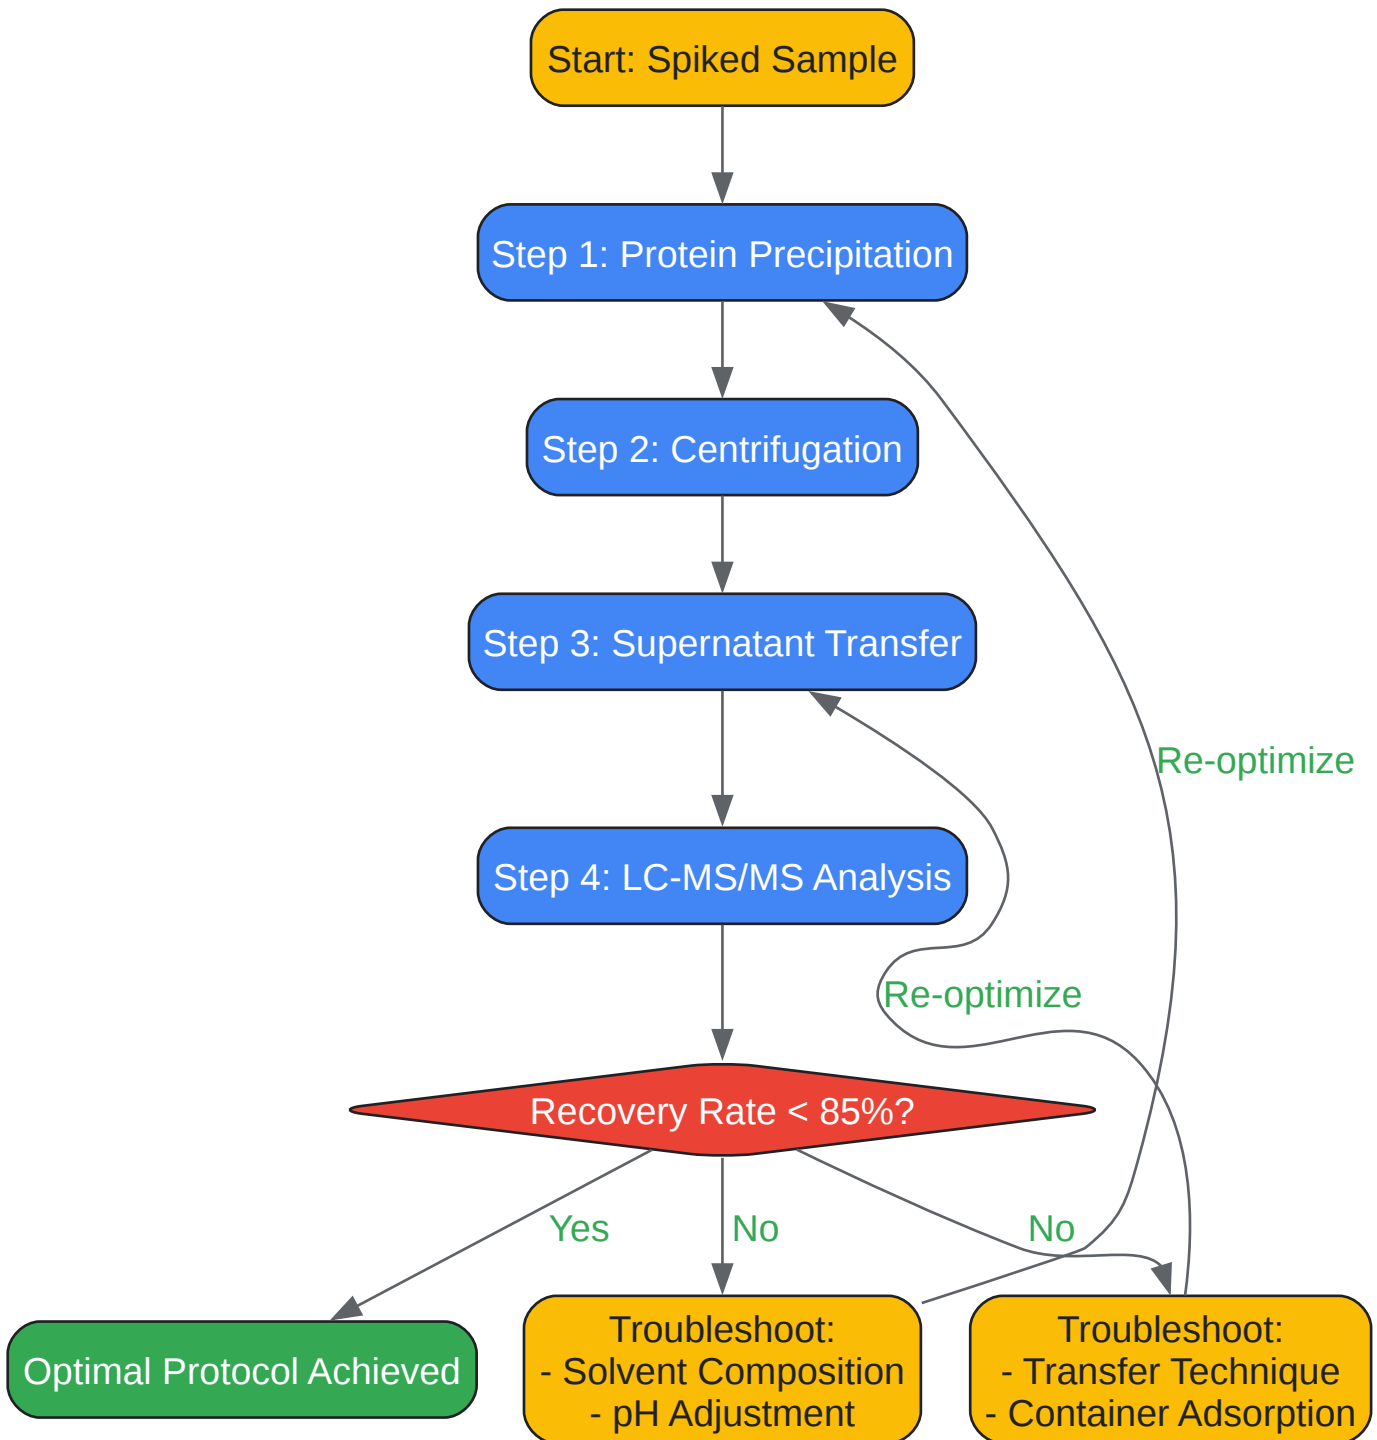 Start: Spiked Sample
Step 1: Protein Precipitation
Step 2: Centrifugation
Step 3: Supernatant Transfer
Re-optimize
Step 4: LC-MS/MS Analysis
Re-optimize
Recovery Rate < 85%?
Yes
No
No
Optimal Protocol Achieved
Troubleshoot:
- Solvent Composition
- pH Adjustment
Troubleshoot:
- Transfer Technique
- Container Adsorption